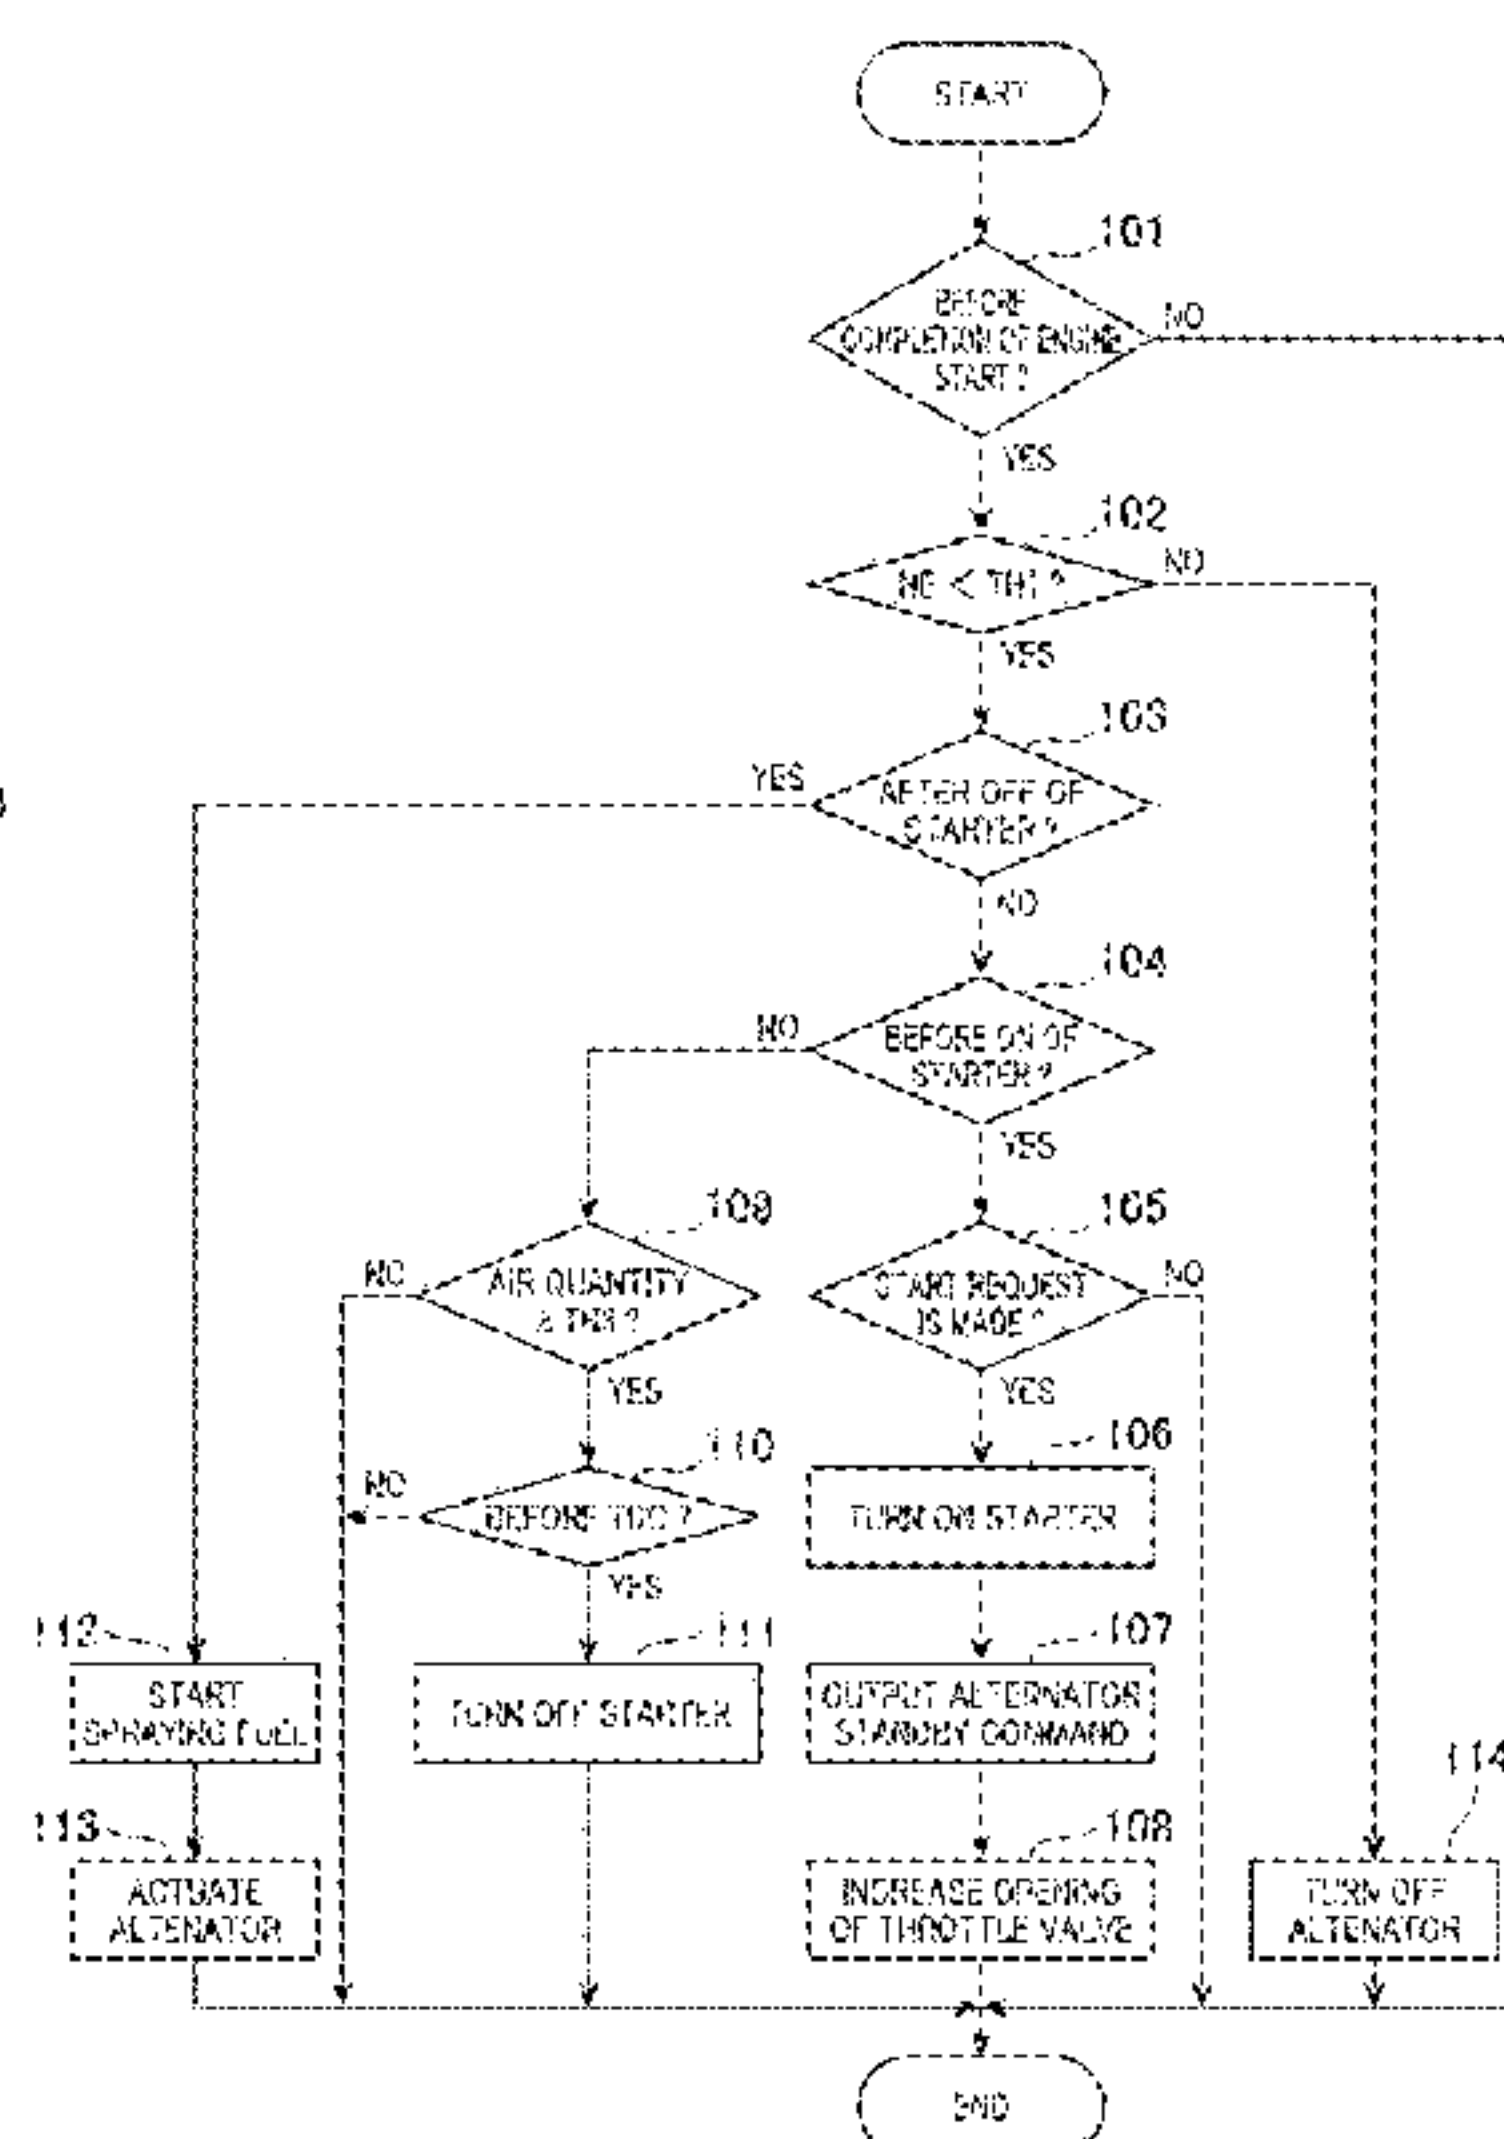 START
101
BEFORE
COMPLETION OF ENGINE
START ?
NO
YES
102
NE < TH1 ?
NO
YES
103
YES
AFTER OFF OF
STARTER ?
NO
104
NO
BEFORE ON OF
STARTER ?
YES
109
105
NO
AIR QUANTITY
?
YES
START REQUEST
IS MADE ?
NO
YES
110
106
NO
BEFORE TDC ?
YES
TURN ON STARTER
112
111
107
START
SPRAYING FUEL
TURN OFF STARTER
OUTPUT ALTERNATOR
STANDBY COMMAND
114
113
108
ACTUATE
ALTENATOR
INCREASE OPENING
OF THROTTLE VALVE
TURN OFF
ALTENATOR
END